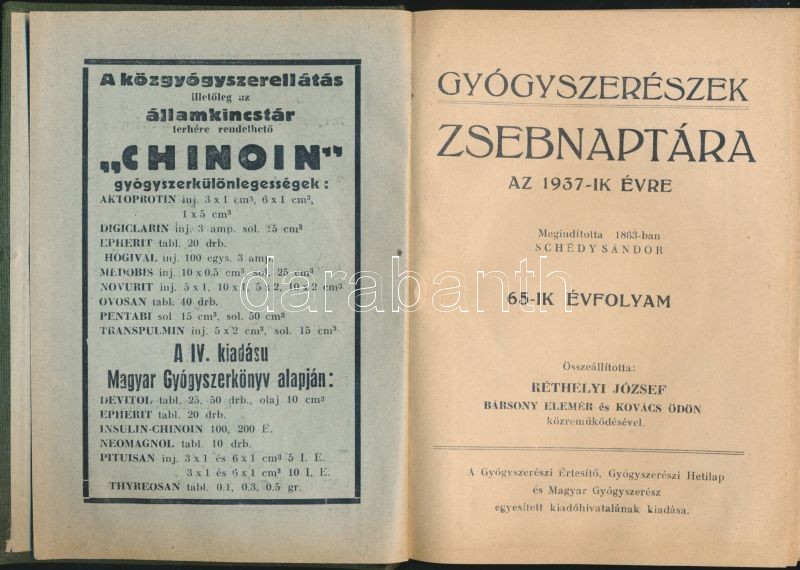 A közgyógyszerellátás
illetőleg az
államkincstár
terhére rendelhető
„CHINOIN"
gyógyszerkülönlegességek:
AKTOPROTIN inj. 3 x 1 cm³, 6 x 1 cm³,
1 x 5 cm³
DIGICLARIN inj. 3 amp. sol. 15 cm³
EPHERIT tabl. 20 drb.
HOGIVAL inj. 100 egys. 3 amp.
MEDOBIS inj. 10 x 0,5 cm³, sol. 25 cm³
NOVURIT inj. 5 x 1, 10 x 1, 5 x 2, 10 x 2 cm³
OVOSAN tabl. 40 drb.
PENTABI sol. 15 cm³, sol. 50 cm³
TRANSPULMIN inj. 5 x 2 cm³, sol. 15 cm³
A IV. kiadásu
Magyar Gyógyszerkönyv alapján:
DEVITOL tabl. 25, 50 drb., olaj 10 cm³
EPHERIT tabl. 20 drb.
INSULIN-CHINOIN 100, 200 E.
NEOMAGNOL tabl. 10 drb.
PITUISAN inj. 3 x 1 és 6 x 1 cm³ 5 I. E.
3 x 1 és 6 x 1 cm³ 10 I. E.
THYREOSAN tabl. 0.1, 0.3, 0.5 gr.
GYÓGYSZERÉSZEK
ZSEBNAPTÁRA
AZ 1937-IK ÉVRE
Megindította 1863-ban
SCHÉDY SÁNDOR
65-IK ÉVFOLYAM
Összeállította:
RÉTHELYI JÓZSEF
BÁRSONY ELEMÉR és KOVÁCS ÖDÖN
közreműködésével.
A Gyógyszerészi Értesítő, Gyógyszerészi Hetilap
és Magyar Gyógyszerész
egyesített kiadóhivatalának kiadása.
darabanth